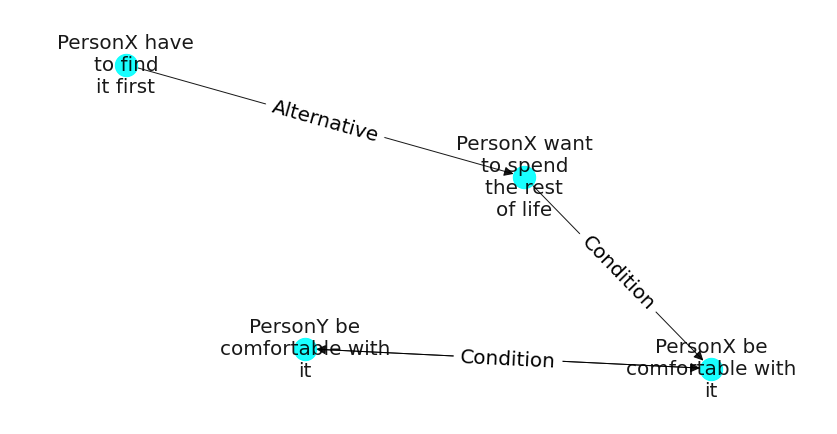 PersonX have
to find
it first
Alternative
PersonX want
to spend
the rest
of life
Condition
PersonY be
comfortable with
it
Condition
PersonX be
comfortable with
it